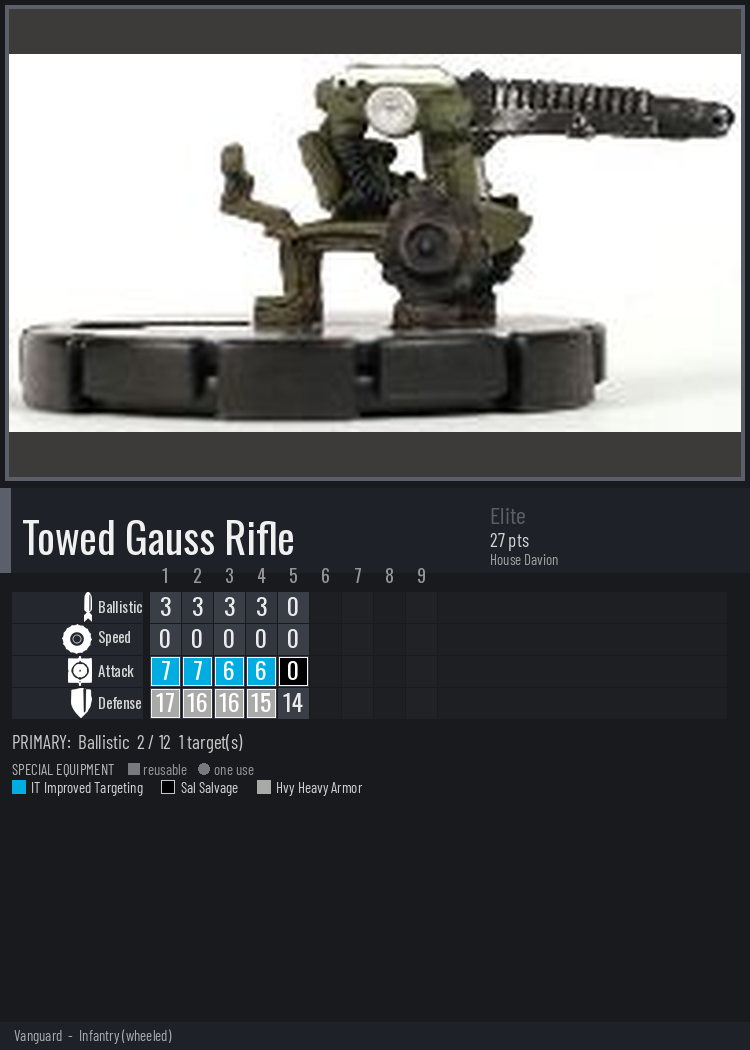 Towed Gauss Rifle
Elite
27 pts
House Davion
1 2 3 4 5 6 7 8 9
Ballistic 3 3 3 3 0
Speed 0 0 0 0 0
Attack 7 7 6 6 0
Defense 17 16 16 15 14
PRIMARY: Ballistic 2 / 12 1 target(s)
SPECIAL EQUIPMENT reusable one use
IT Improved Targeting Sal Salvage Hvy Heavy Armor
Vanguard - Infantry (wheeled)